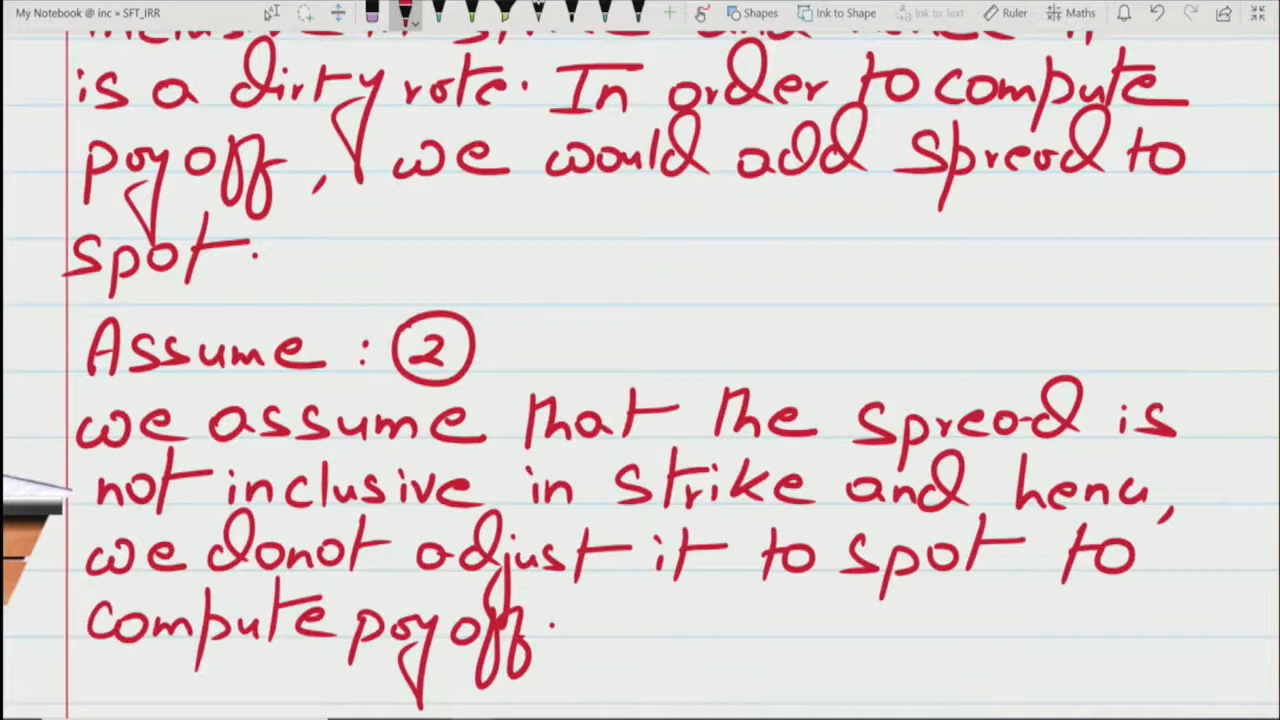 My Notebook @ inc » SFT_IRR
Shapes Ink to Shape Ink to Text Ruler Maths
is a dirty rate. In order to compute
payoff, we would add spread to
spot.
Assume : 2
we assume that the spread is
not inclusive in strike and hence,
we donot adjust it to spot to
compute payoff.